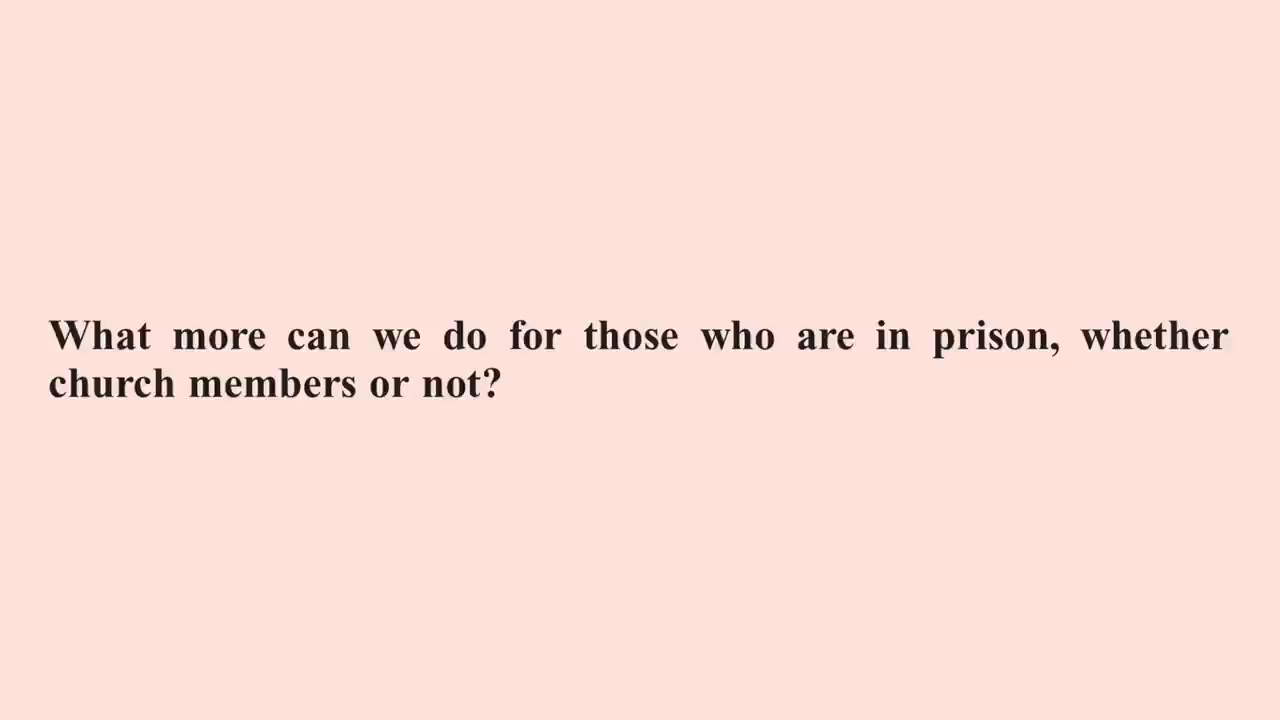 What more can we do for those who are in prison, whether
church members or not?